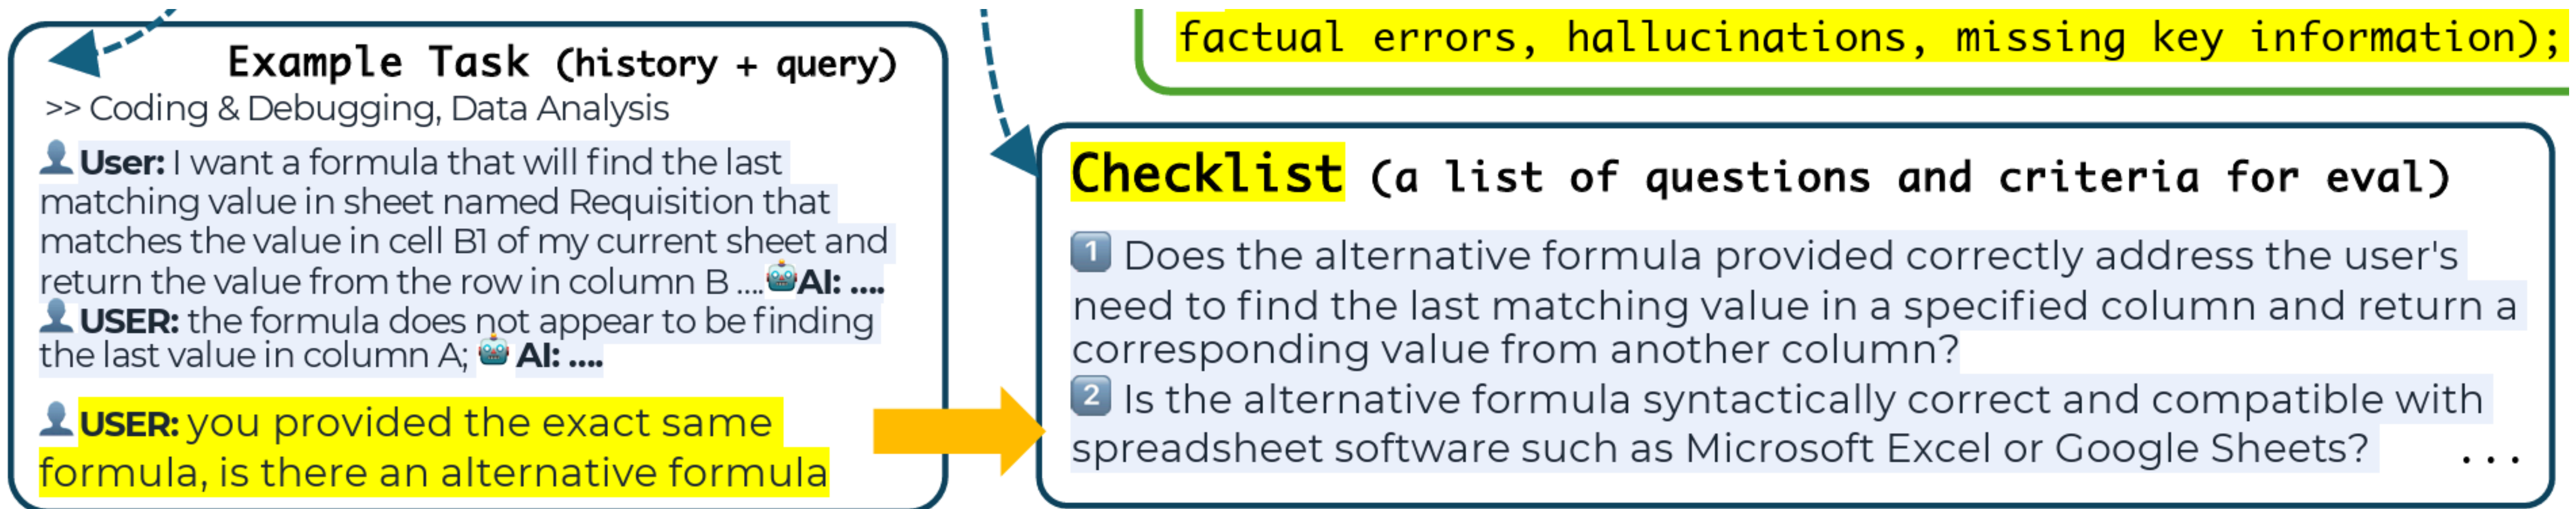 Example Task (history + query)
>> Coding & Debugging, Data Analysis
User: I want a formula that will find the last
matching value in sheet named Requisition that
matches the value in cell B1 of my current sheet and
return the value from the row in column B .... AI: ....
USER: the formula does not appear to be finding
the last value in column A; AI: ....
USER: you provided the exact same
formula, is there an alternative formula
factual errors, hallucinations, missing key information);
Checklist (a list of questions and criteria for eval)
1 Does the alternative formula provided correctly address the user's
need to find the last matching value in a specified column and return a
corresponding value from another column?
2 Is the alternative formula syntactically correct and compatible with
spreadsheet software such as Microsoft Excel or Google Sheets? ...